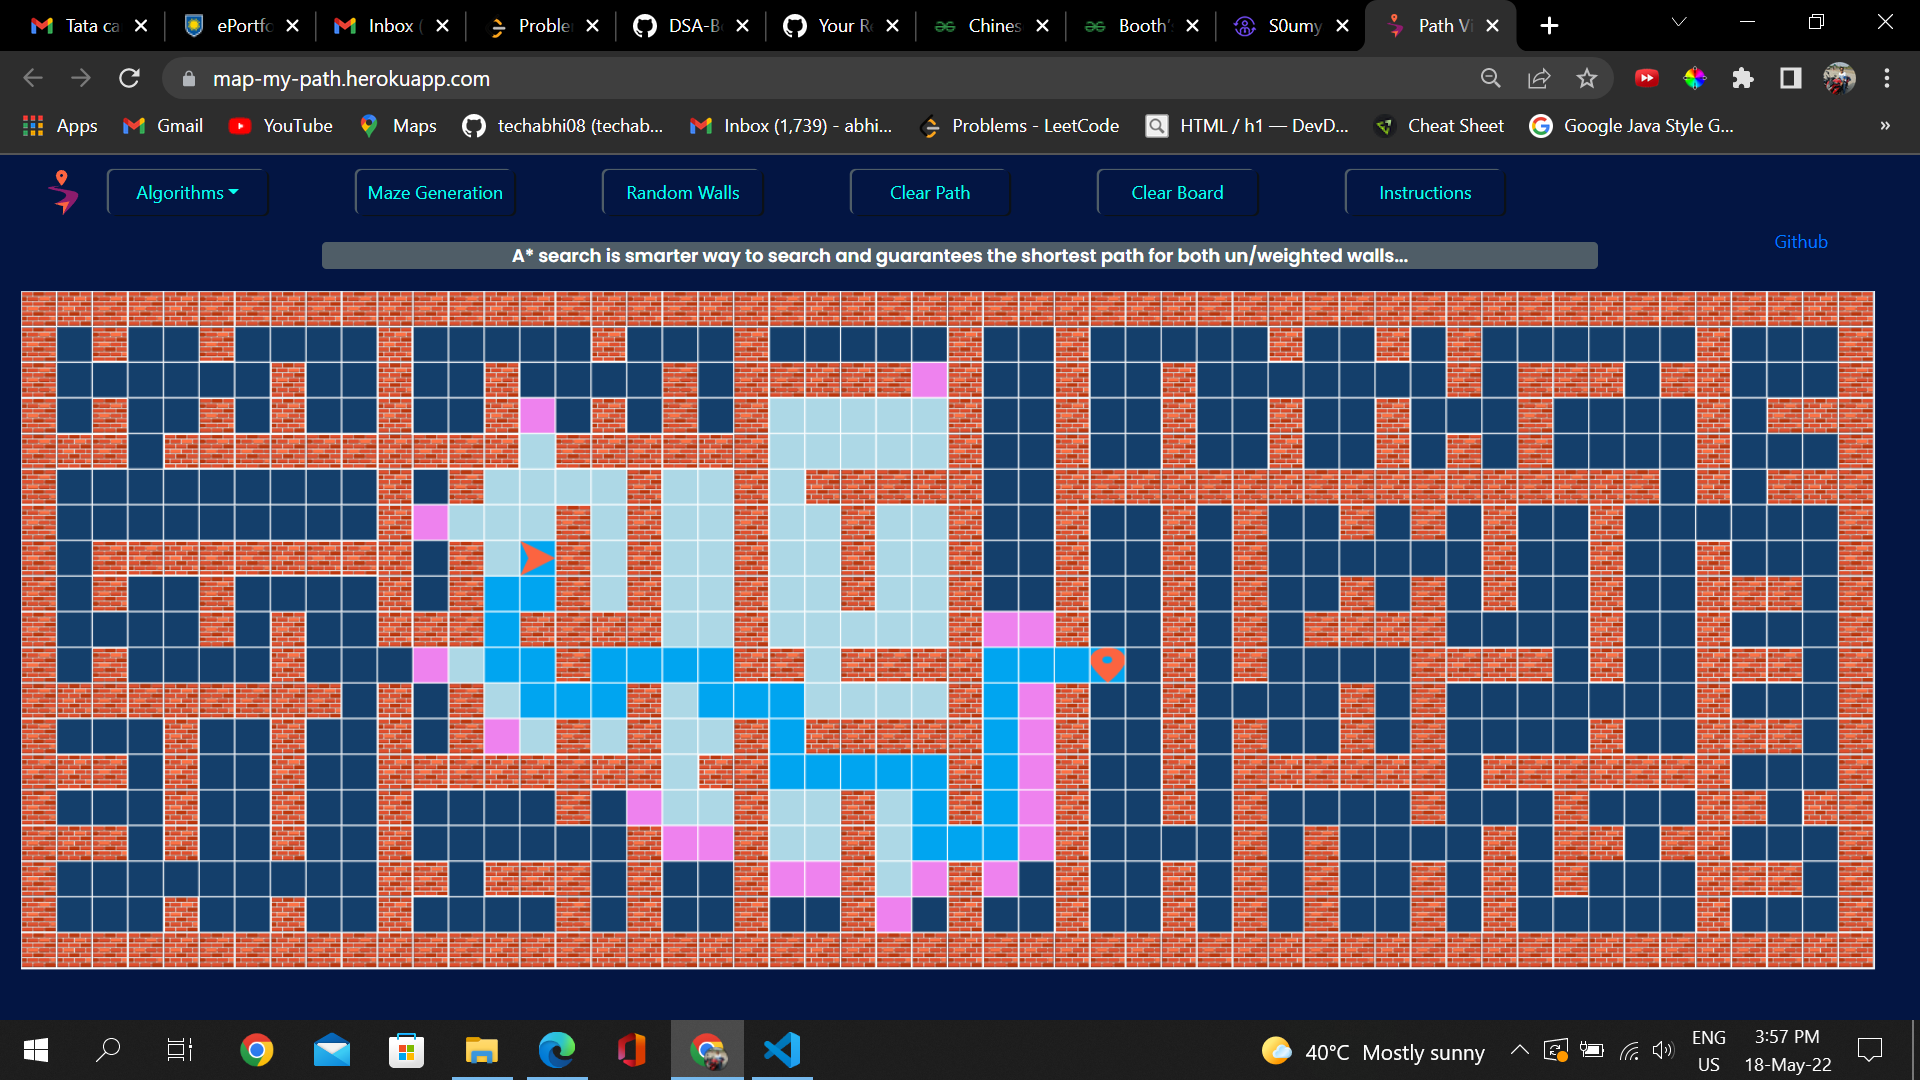 Tata ca
ePortfo
Inbox (
Proble
DSA-B
Your R
Chines
Booth'
S0umy
Path Vi
map-my-path.herokuapp.com
Apps
Gmail
YouTube
Maps
techabhi08 (techab...
Inbox (1,739) - abhi...
Problems - LeetCode
HTML / h1 — DevD...
Cheat Sheet
Google Java Style G...
»
Algorithms
Maze Generation
Random Walls
Clear Path
Clear Board
Instructions
Github
A* search is smarter way to search and guarantees the shortest path for both un/weighted walls...
40°C Mostly sunny
ENG
US
3:57 PM
18-May-22